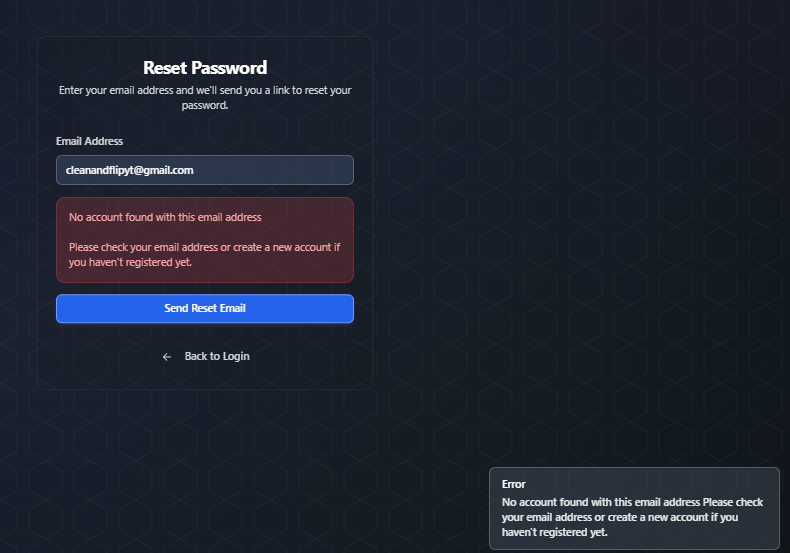 Reset Password
Enter your email address and we'll send you a link to reset your
password.
Email Address
cleanandflipyt@gmail.com
No account found with this email address
Please check your email address or create a new account if
you haven't registered yet.
Send Reset Email
← Back to Login
Error
No account found with this email address Please check
your email address or create a new account if you
haven't registered yet.